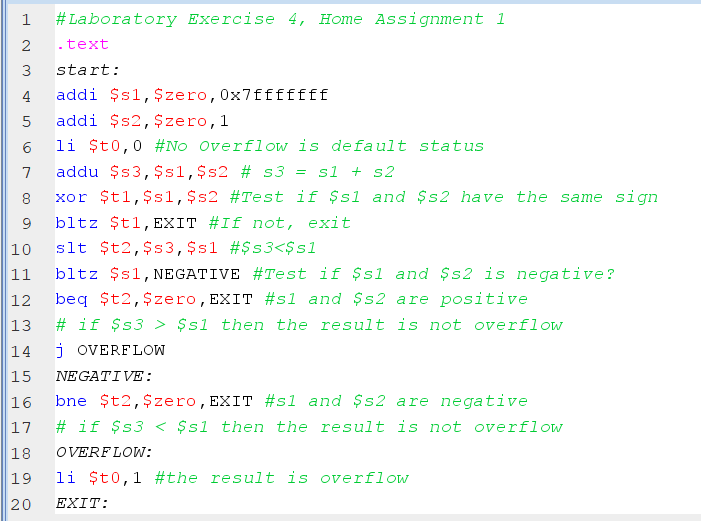 1 #Laboratory Exercise 4, Home Assignment 1
2 .text
3 start:
4 addi $s1,$zero,0x7fffffff
5 addi $s2,$zero,1
6 li $t0,0 #No Overflow is default status
7 addu $s3,$s1,$s2 # s3 = s1 + s2
8 xor $t1,$s1,$s2 #Test if $s1 and $s2 have the same sign
9 bltz $t1,EXIT #If not, exit
10 slt $t2,$s3,$s1 #$s3<$s1
11 bltz $s1,NEGATIVE #Test if $s1 and $s2 is negative?
12 beq $t2,$zero,EXIT #s1 and $s2 are positive
13 # if $s3 > $s1 then the result is not overflow
14 j OVERFLOW
15 NEGATIVE:
16 bne $t2,$zero,EXIT #s1 and $s2 are negative
17 # if $s3 < $s1 then the result is not overflow
18 OVERFLOW:
19 li $t0,1 #the result is overflow
20 EXIT: